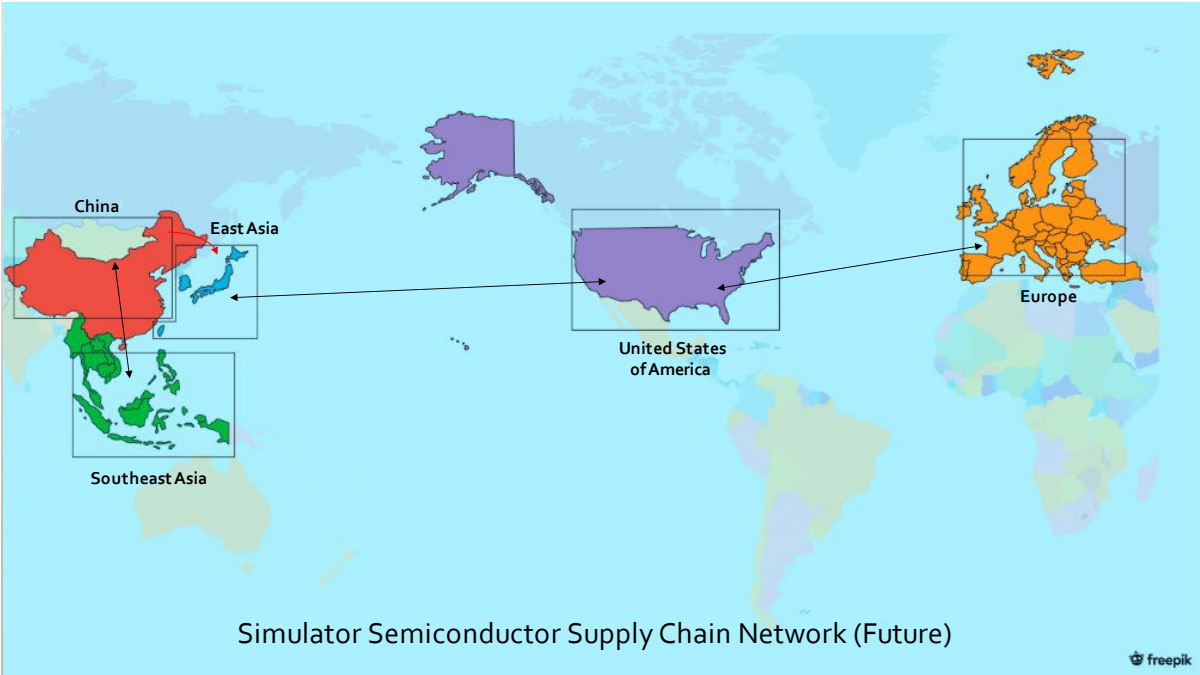 China
East Asia
Europe
United States
of America
Southeast Asia
Simulator Semiconductor Supply Chain Network (Future)
freepik